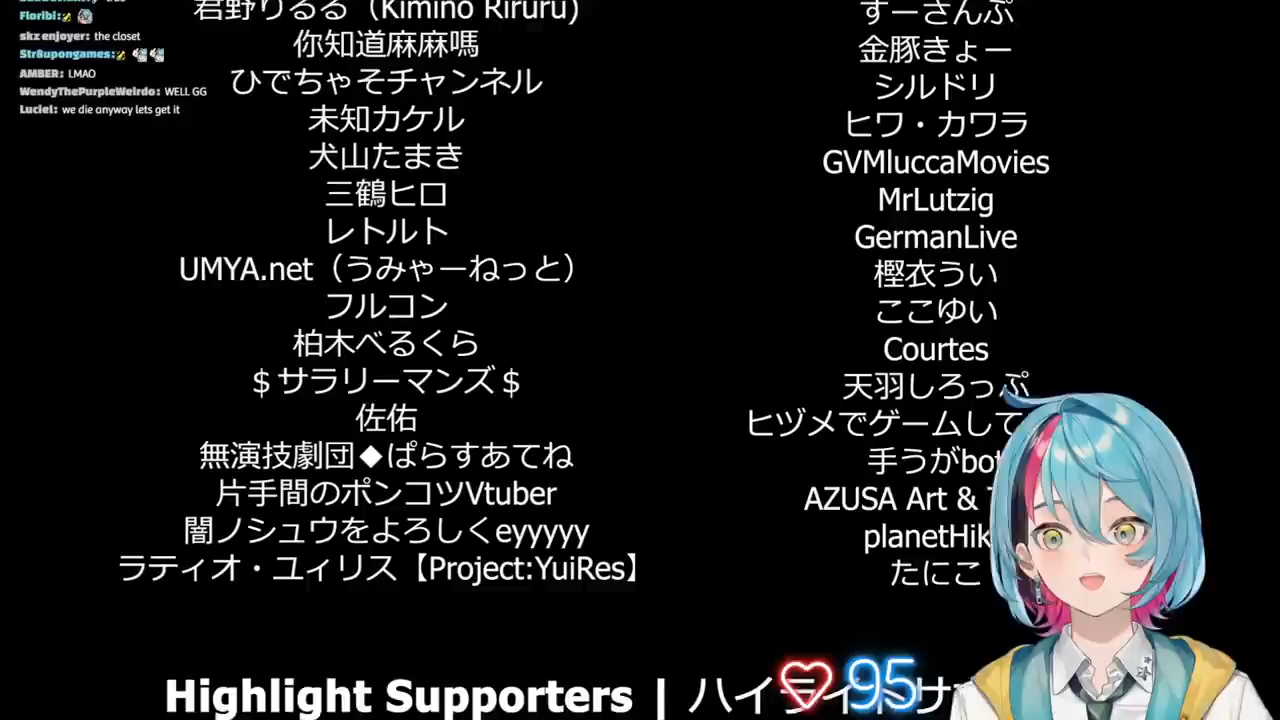 Floribi:
skz enjoyer: the closet
Str8upongames:
AMBER: LMAO
WendyThePurpleWeirdo: WELL GG
Luciel: we die anyway lets get it
君野りるる（Kimino Riruru）
你知道麻麻嗎
ひでちゃそチャンネル
未知カケル
犬山たまき
三鶴ヒロ
レトルト
UMYA.net（うみゃーねっと）
フルコン
柏木べるくら
＄サラリーマンズ＄
佐佑
無演技劇団◆ぱらすあてね
片手間のポンコツVtuber
闇ノシュウをよろしくeyyyyy
ラティオ・ユィリス【Project:YuiRes】
すーさんぷ
金豚きょー
シルドリ
ヒワ・カワラ
GVMluccaMovies
MrLutzig
GermanLive
樫衣うい
ここゆい
Courtes
天羽しろっぷ
ヒヅメでゲームして
手うがbot
AZUSA Art &
planetHik
たにこ
Highlight Supporters | ハイライトサ
95